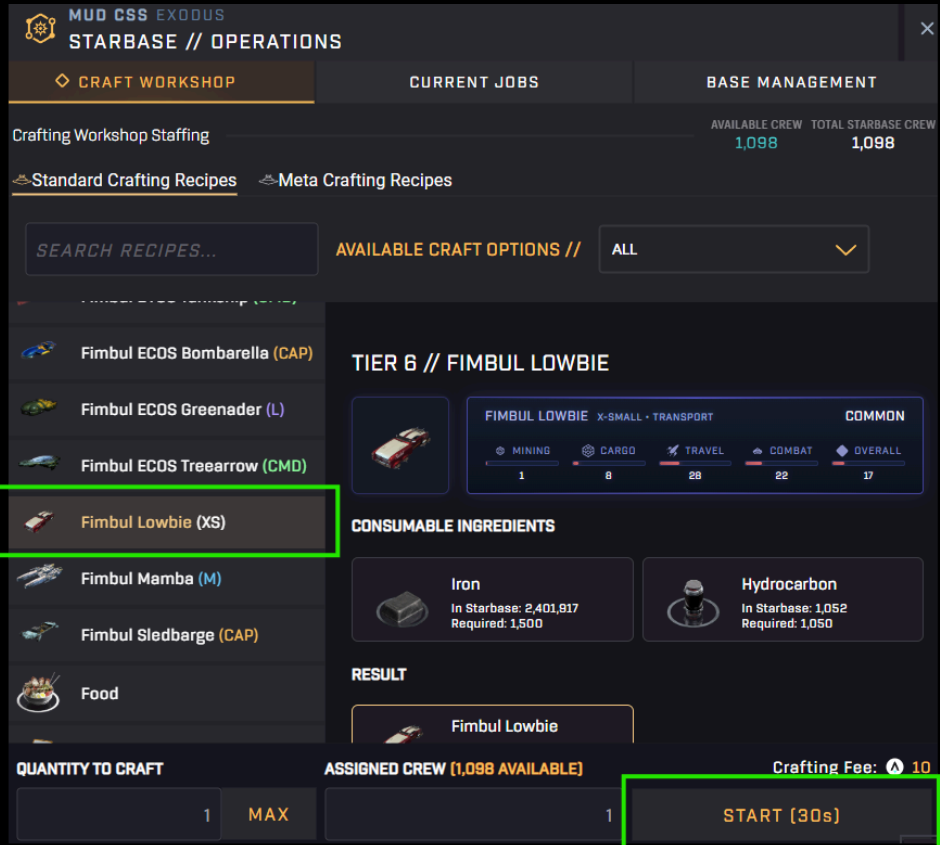 MUD CSS EXODUS
STARBASE // OPERATIONS
CRAFT WORKSHOP
CURRENT JOBS
BASE MANAGEMENT
Crafting Workshop Staffing
AVAILABLE CREW
1,098
TOTAL STARBASE CREW
1,098
Standard Crafting Recipes
Meta Crafting Recipes
SEARCH RECIPES...
AVAILABLE CRAFT OPTIONS //
ALL
Fimbul ECOS Bombarella (CAP)
Fimbul ECOS Greenader (L)
Fimbul ECOS Treearrow (CMD)
Fimbul Lowbie (XS)
Fimbul Mamba (M)
Fimbul Sledbarge (CAP)
Food
TIER 6 // FIMBUL LOWBIE
FIMBUL LOWBIE X-SMALL • TRANSPORT
COMMON
MINING
1
CARGO
8
TRAVEL
28
COMBAT
22
OVERALL
17
CONSUMABLE INGREDIENTS
Iron
In Starbase: 2,401,917
Required: 1,500
Hydrocarbon
In Starbase: 1,052
Required: 1,050
RESULT
Fimbul Lowbie
QUANTITY TO CRAFT
1
MAX
ASSIGNED CREW (1,098 AVAILABLE)
1
Crafting Fee: 10
START (30s)